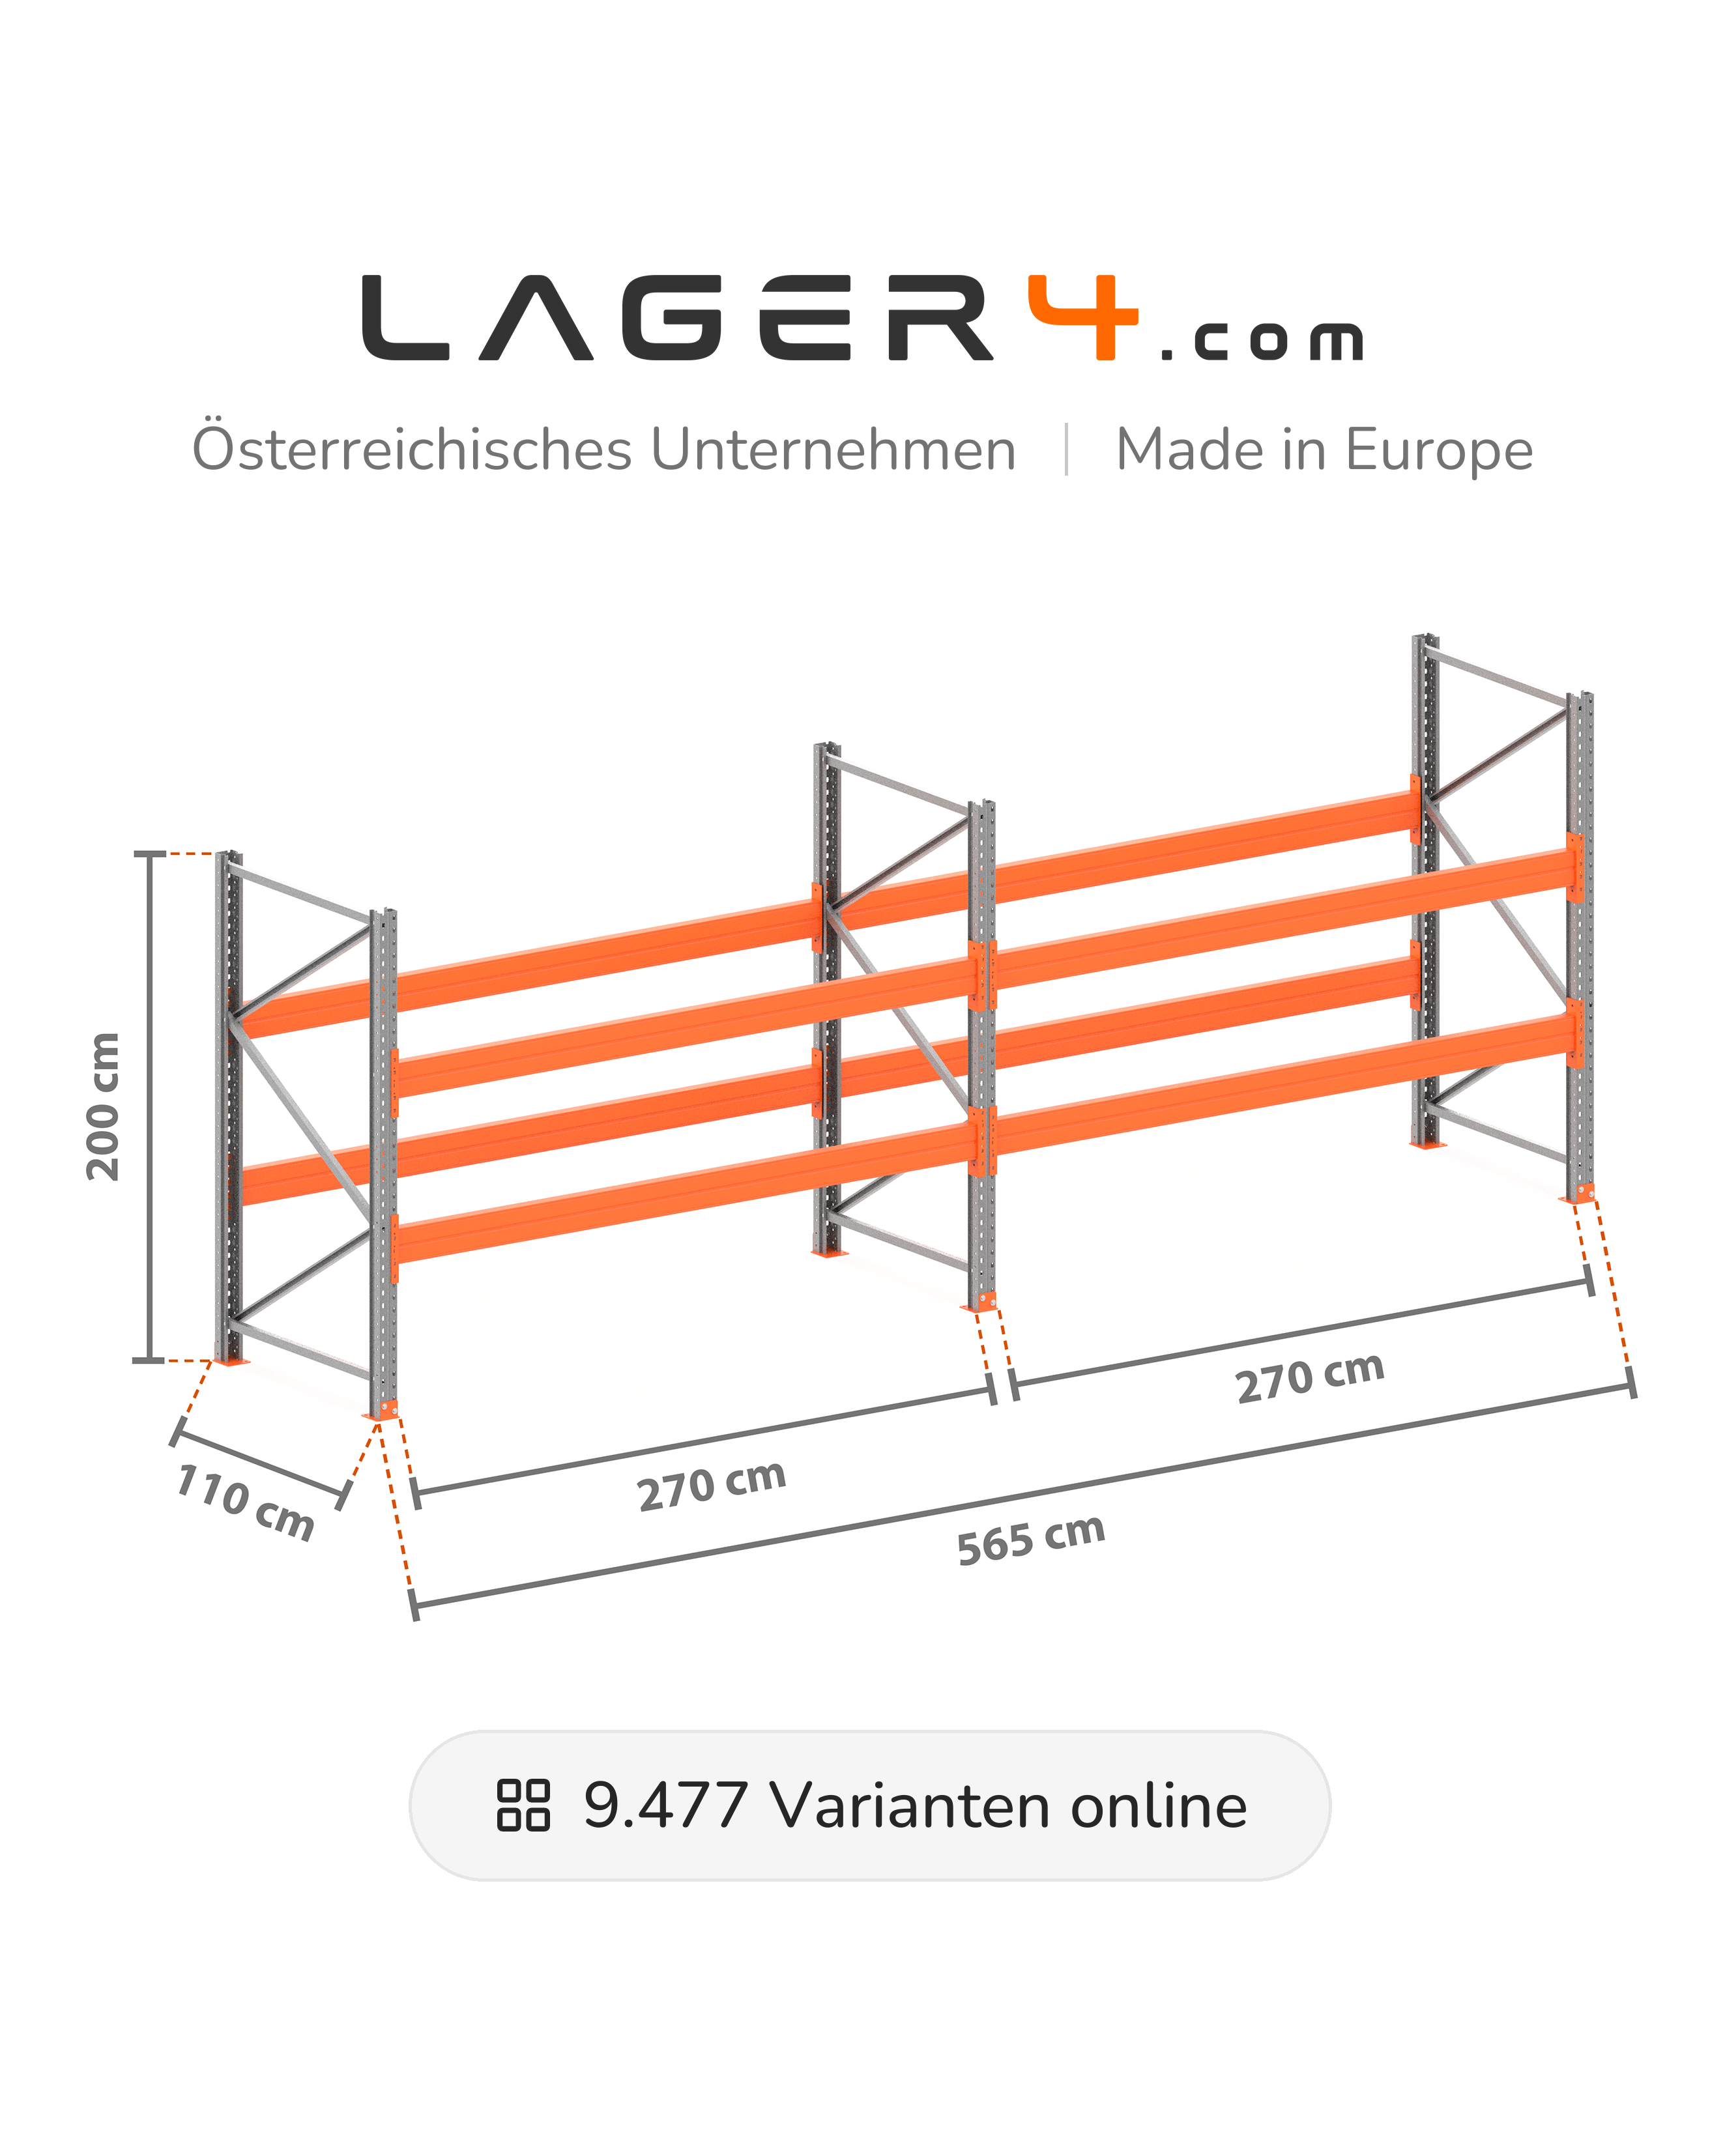 LAGER4.com
Österreichisches Unternehmen | Made in Europe
200 cm
110 cm
270 cm
270 cm
565 cm
9.477 Varianten online